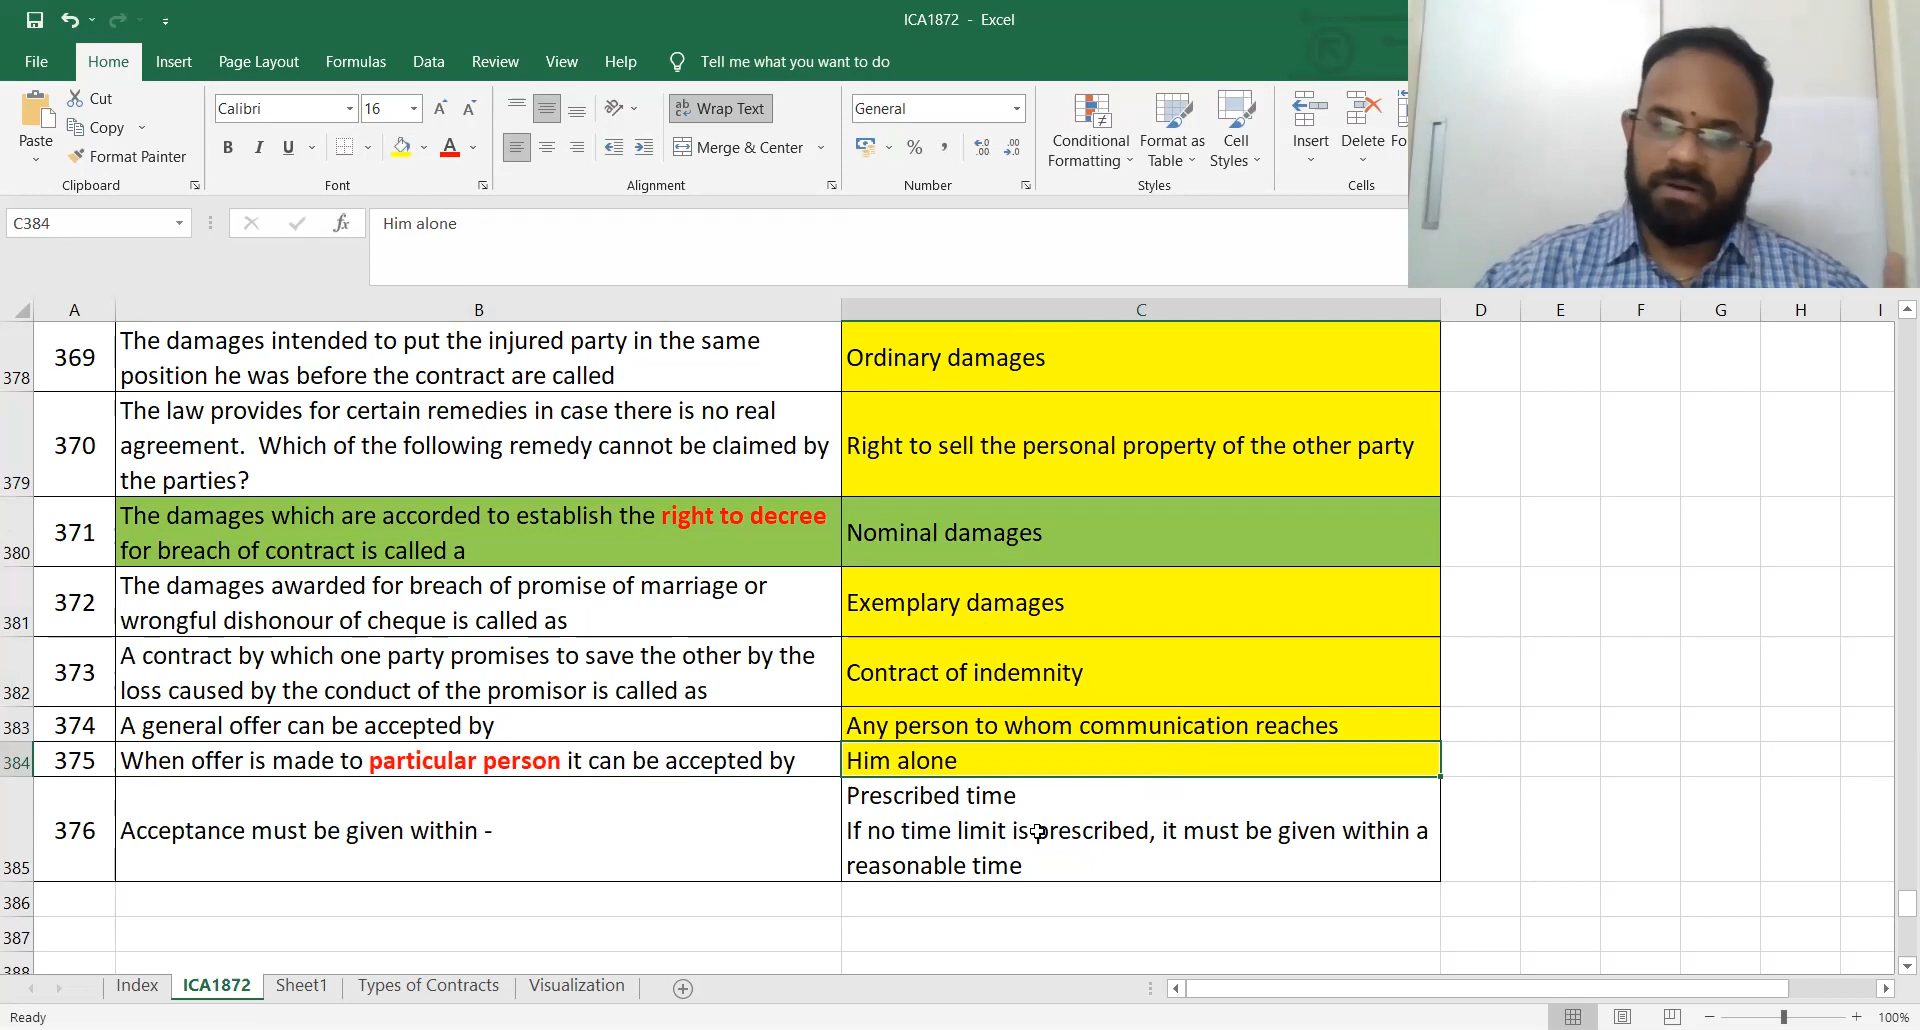 ICA1872 - Excel
File Home Insert Page Layout Formulas Data Review View Help Tell me what you want to do
Paste
Cut
Copy
Format Painter
Clipboard
Calibri 16
B I U
Font
Wrap Text
Merge & Center
Alignment
General
Number
Conditional Formatting
Format as Table
Cell Styles
Styles
Insert Delete Fo
Cells
C384 fx Him alone
A B C D E F G H I
378 369 The damages intended to put the injured party in the same
position he was before the contract are called
Ordinary damages
379 370 The law provides for certain remedies in case there is no real
agreement. Which of the following remedy cannot be claimed by
the parties?
Right to sell the personal property of the other party
380 371 The damages which are accorded to establish the right to decree
for breach of contract is called a
Nominal damages
381 372 The damages awarded for breach of promise of marriage or
wrongful dishonour of cheque is called as
Exemplary damages
382 373 A contract by which one party promises to save the other by the
loss caused by the conduct of the promisor is called as
Contract of indemnity
383 374 A general offer can be accepted by
Any person to whom communication reaches
384 375 When offer is made to particular person it can be accepted by
Him alone
385 376 Acceptance must be given within -
Prescribed time
If no time limit is prescribed, it must be given within a
reasonable time
386
387
388
Index ICA1872 Sheet1 Types of Contracts Visualization
Ready
100%